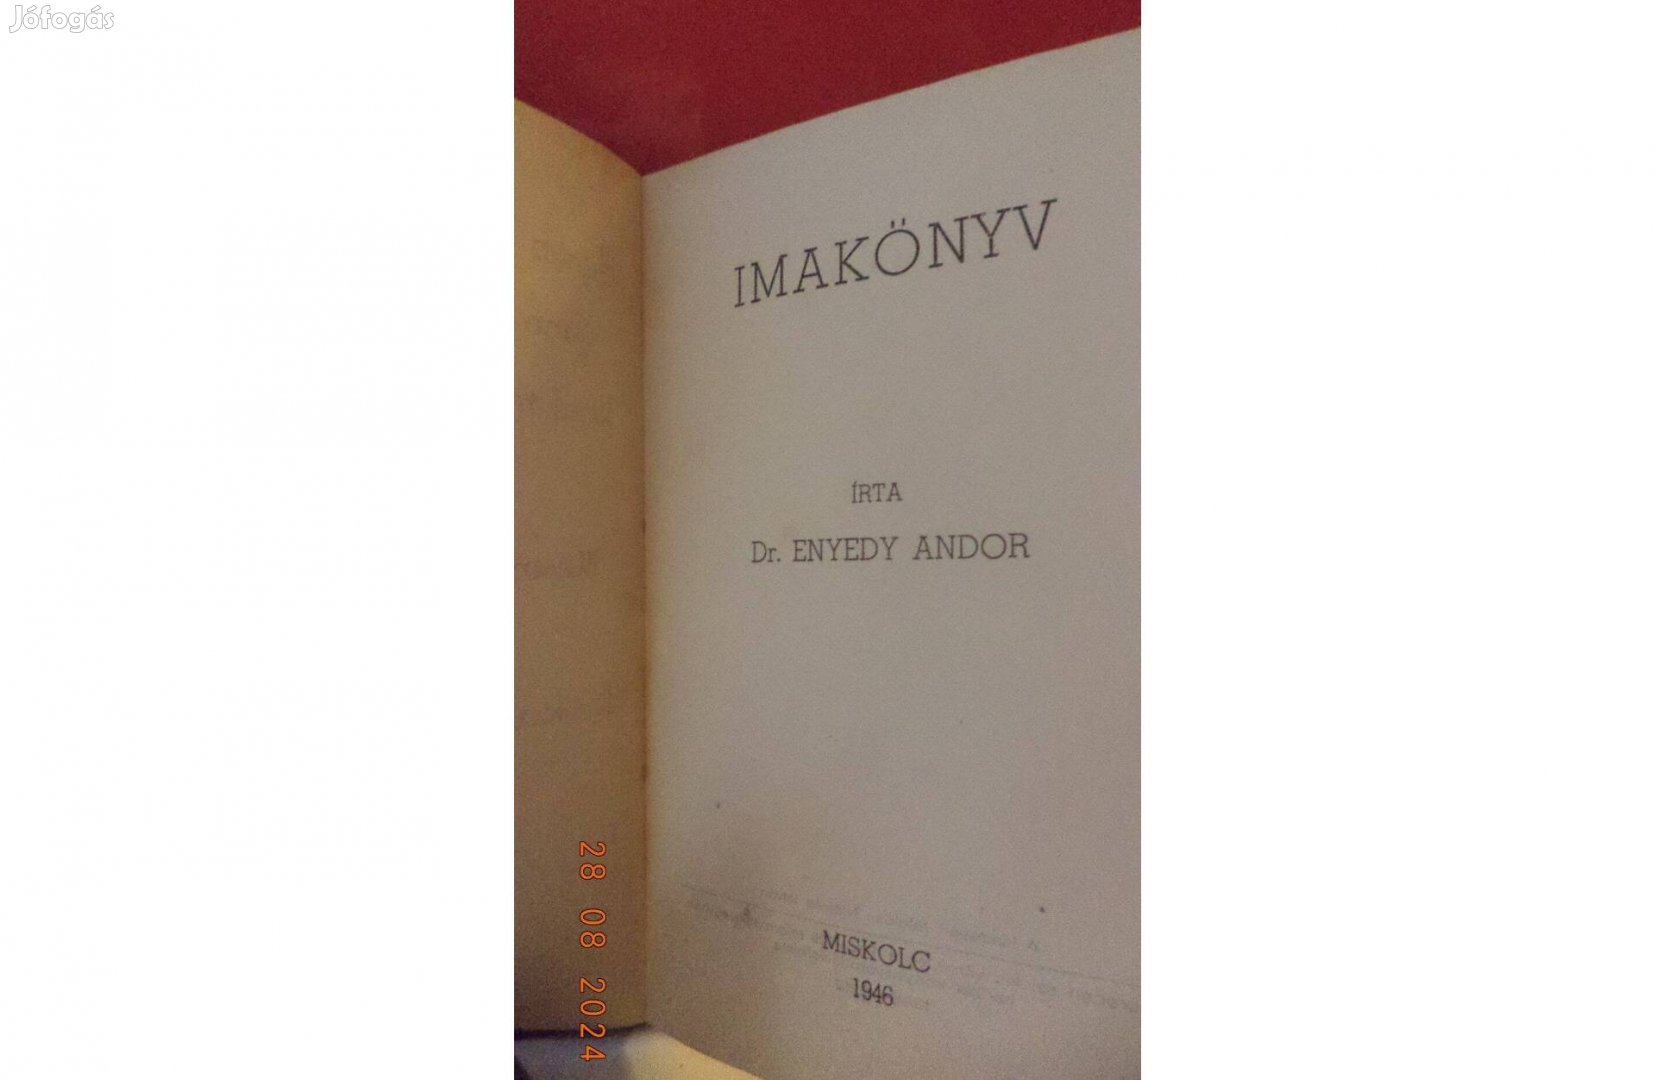 Jófogás
IMAKÖNYV
ÍRTA
Dr. ENYEDY ANDOR
MISKOLC
1946
28 08 2024